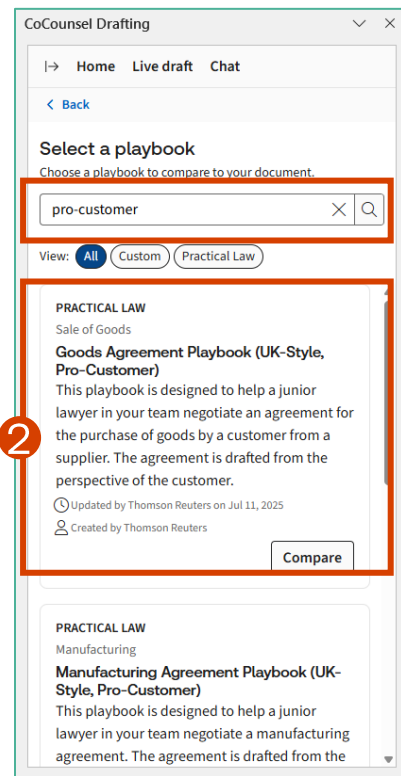 CoCounsel Drafting
Home Live draft Chat
Back
Select a playbook
Choose a playbook to compare to your document.
pro-customer
View: All Custom Practical Law
PRACTICAL LAW
Sale of Goods
Goods Agreement Playbook (UK-Style,
Pro-Customer)
This playbook is designed to help a junior
lawyer in your team negotiate an agreement for
the purchase of goods by a customer from a
supplier. The agreement is drafted from the
perspective of the customer.
2
Updated by Thomson Reuters on Jul 11, 2025
Created by Thomson Reuters
Compare
PRACTICAL LAW
Manufacturing
Manufacturing Agreement Playbook (UK-
Style, Pro-Customer)
This playbook is designed to help a junior
lawyer in your team negotiate a manufacturing
agreement. The agreement is drafted from the